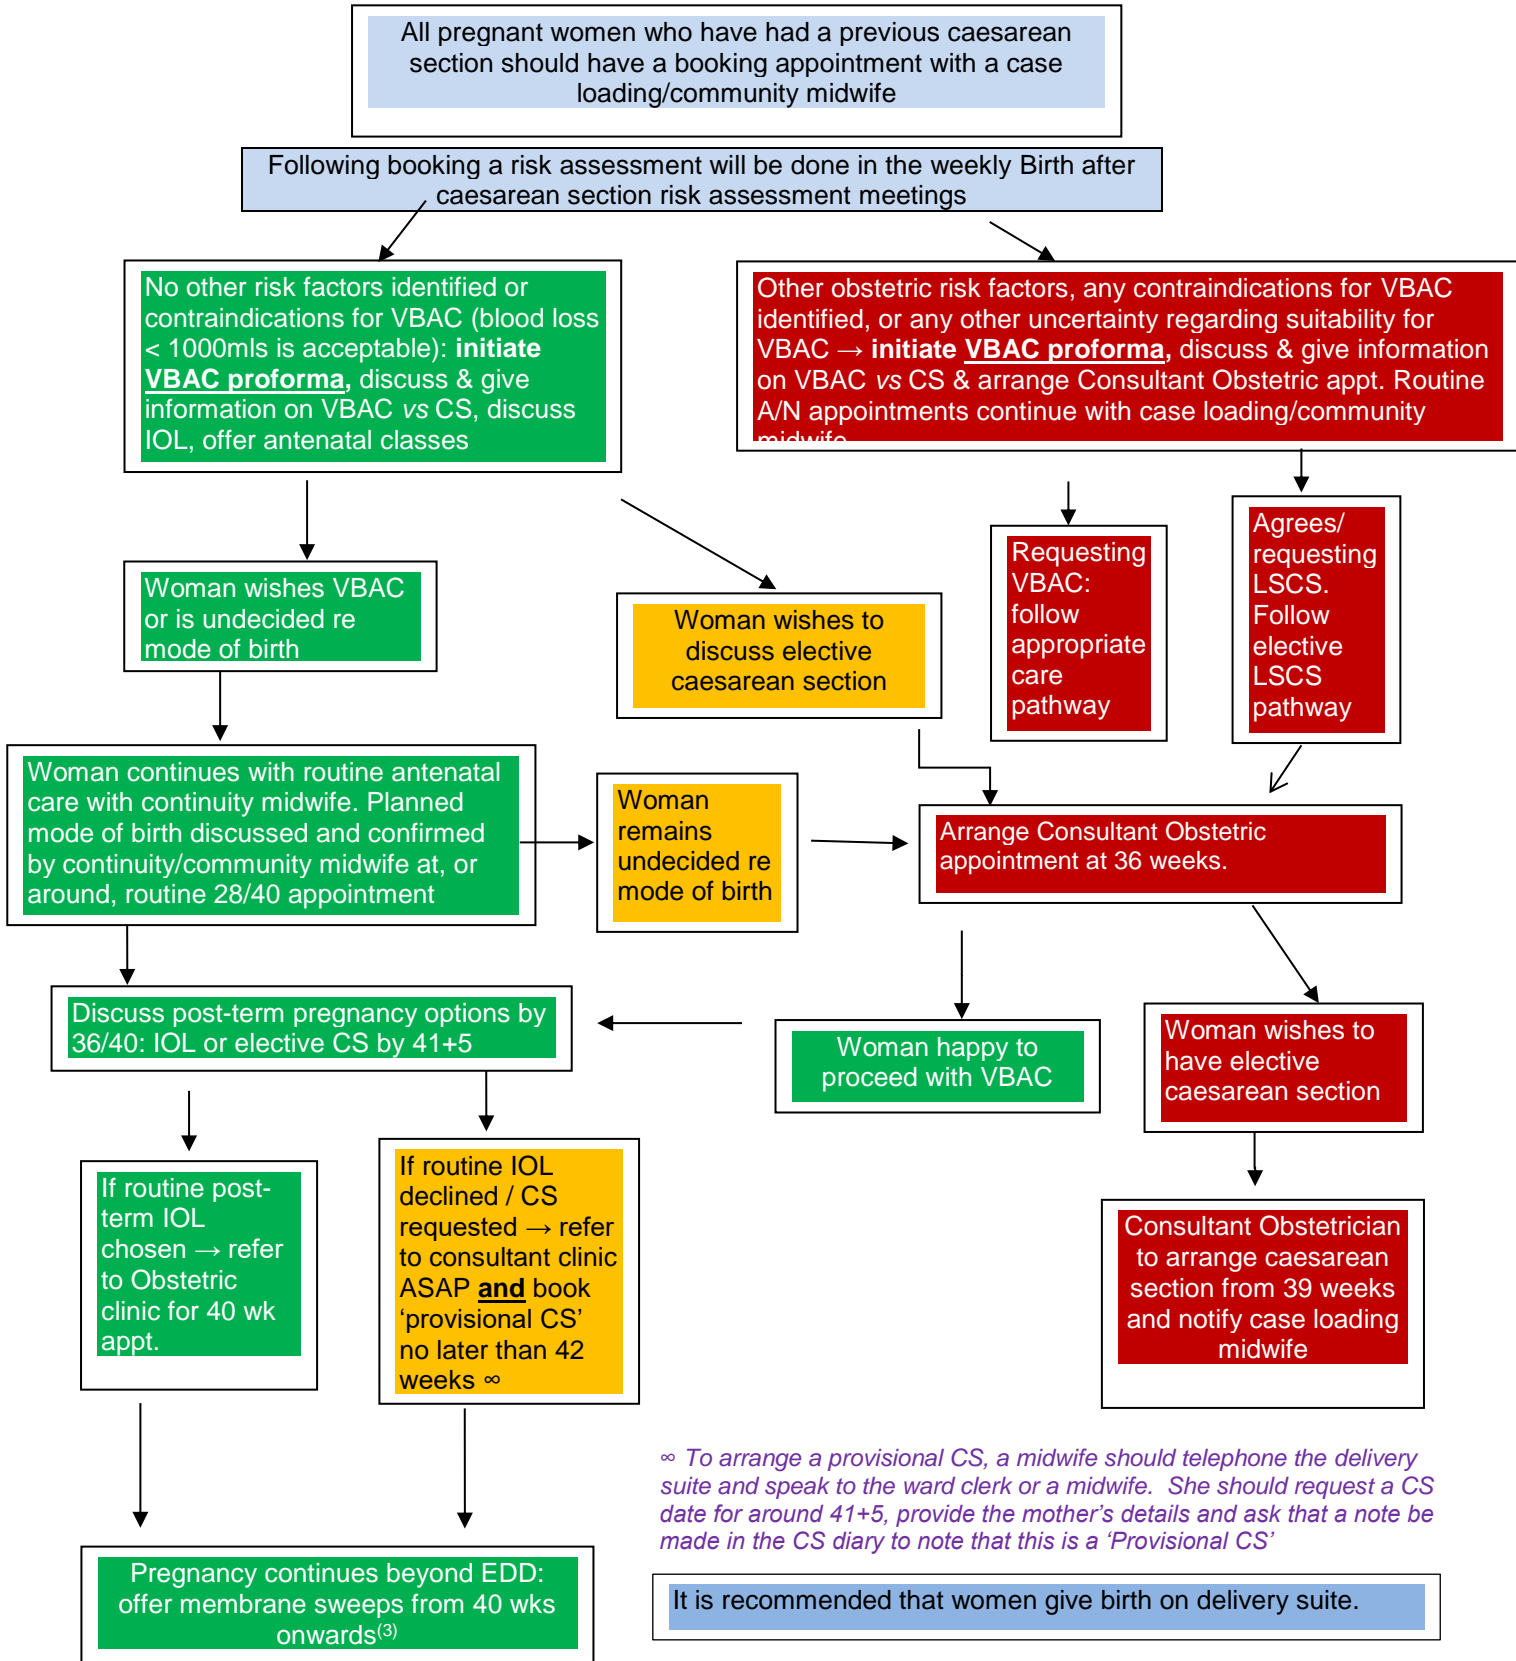 All pregnant women who have had a previous caesarean
section should have a booking appointment with a case
loading/community midwife
Following booking a risk assessment will be done in the weekly Birth after
caesarean section risk assessment meetings
No other risk factors identified or
contraindications for VBAC (blood loss
< 1000mls is acceptable): initiate
VBAC proforma, discuss & give
information on VBAC vs CS, discuss
IOL, offer antenatal classes
Other obstetric risk factors, any contraindications for VBAC
identified, or any other uncertainty regarding suitability for
VBAC → initiate VBAC proforma, discuss & give information
on VBAC vs CS & arrange Consultant Obstetric appt. Routine
A/N appointments continue with case loading/community
midwife
Woman wishes VBAC
or is undecided re
mode of birth
Woman wishes to
discuss elective
caesarean section
Requesting
VBAC:
follow
appropriate
care
pathway
Agrees/
requesting
LSCS.
Follow
elective
LSCS
pathway
Woman continues with routine antenatal
care with continuity midwife. Planned
mode of birth discussed and confirmed
by continuity/community midwife at, or
around, routine 28/40 appointment
Woman
remains
undecided re
mode of birth
Arrange Consultant Obstetric
appointment at 36 weeks.
Discuss post-term pregnancy options by
36/40: IOL or elective CS by 41+5
Woman happy to
proceed with VBAC
Woman wishes to
have elective
caesarean section
If routine post-
term IOL
chosen → refer
to Obstetric
clinic for 40 wk
appt.
If routine IOL
declined / CS
requested → refer
to consultant clinic
ASAP and book
‘provisional CS’
no later than 42
weeks ∞
Consultant Obstetrician
to arrange caesarean
section from 39 weeks
and notify case loading
midwife
∞ To arrange a provisional CS, a midwife should telephone the delivery
suite and speak to the ward clerk or a midwife.  She should request a CS
date for around 41+5, provide the mother’s details and ask that a note be
made in the CS diary to note that this is a ‘Provisional CS’
Pregnancy continues beyond EDD:
offer membrane sweeps from 40 wks
onwards(3)
It is recommended that women give birth on delivery suite.